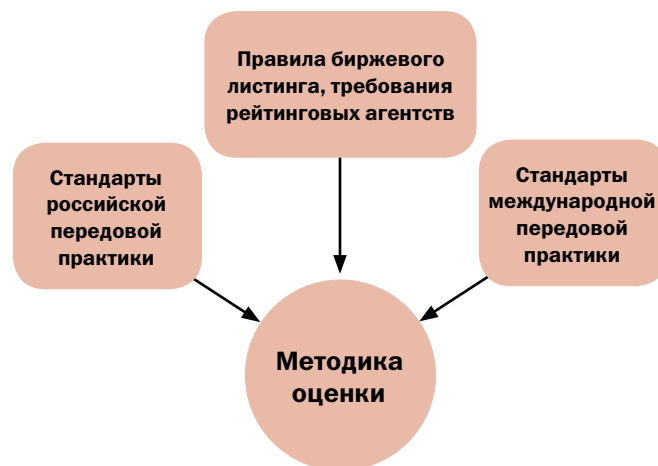 Правила биржевого
листинга, требования
рейтинговых агентств
Стандарты
российской
передовой
практики
Стандарты
международной
передовой
практики
Методика
оценки